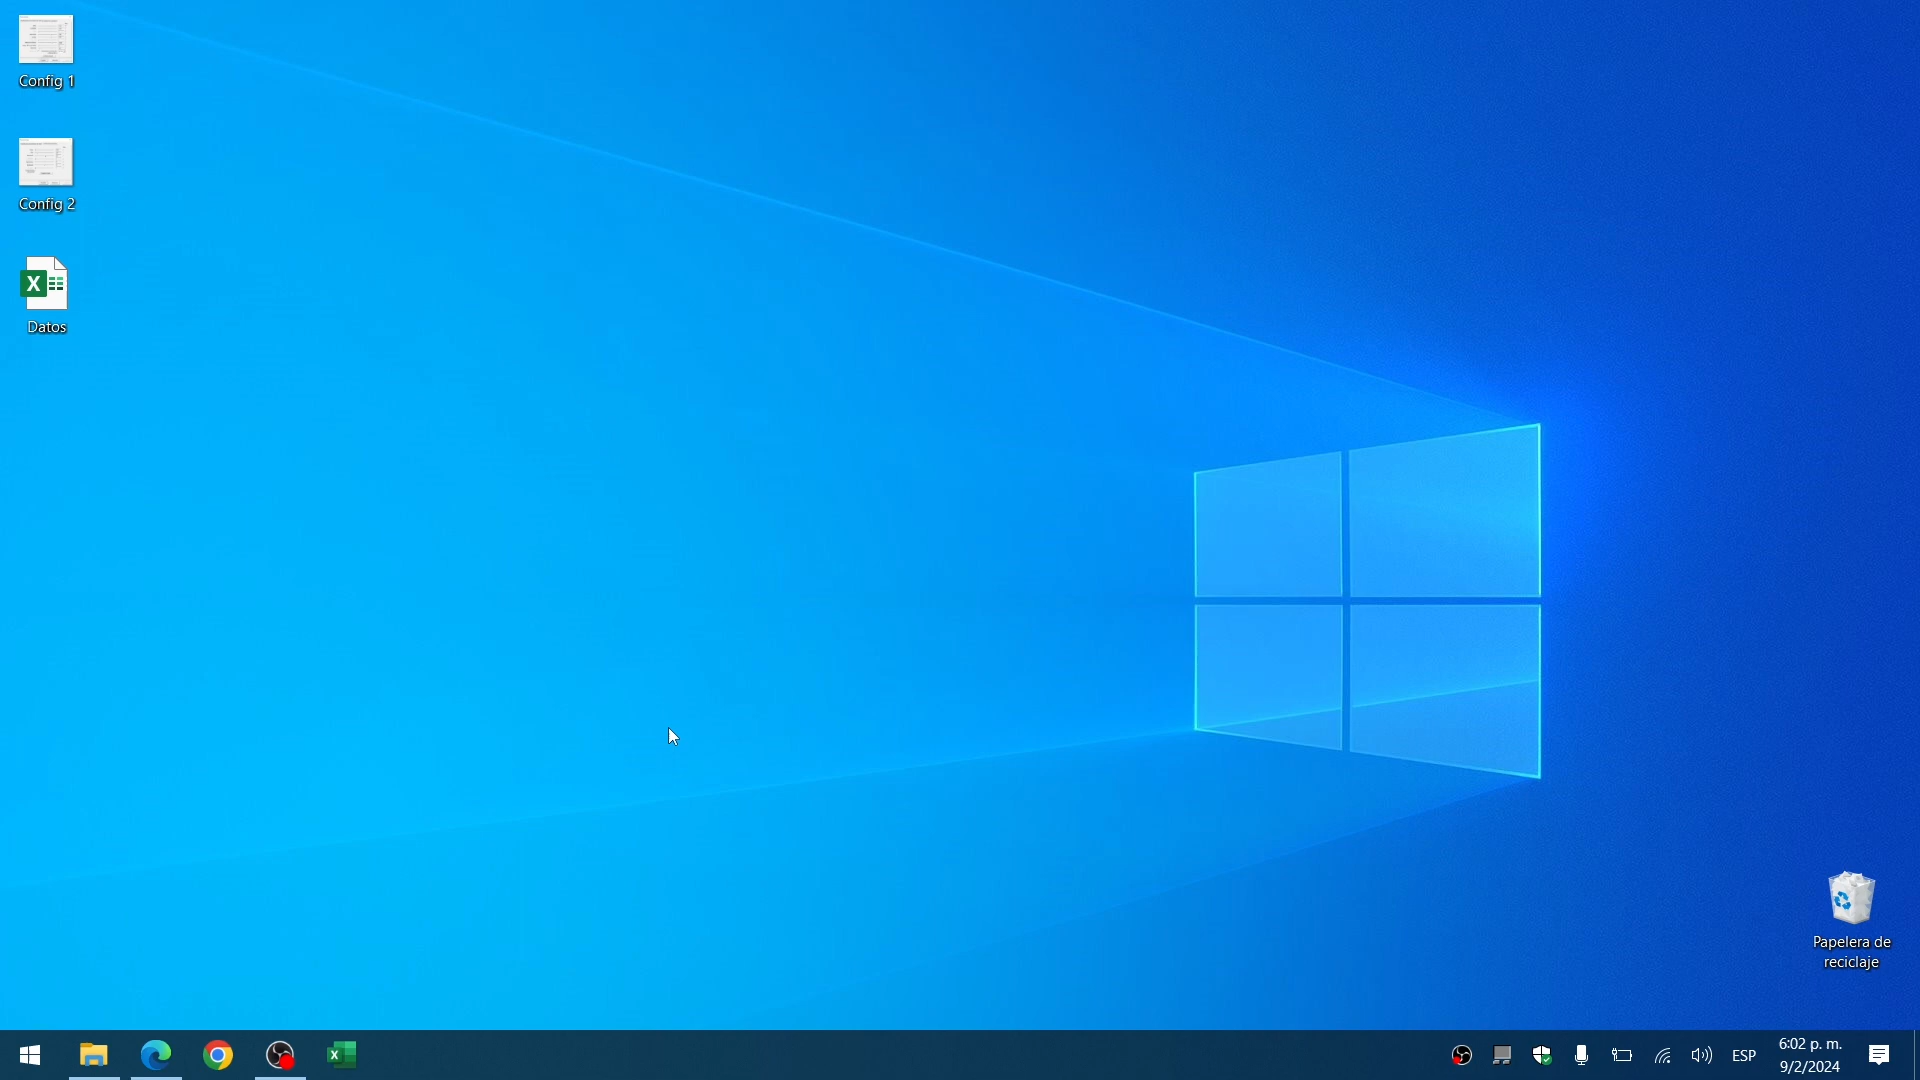 Config 1
Config 2
Datos
Papelera de
reciclaje
ESP
6:02 p. m.
9/2/2024